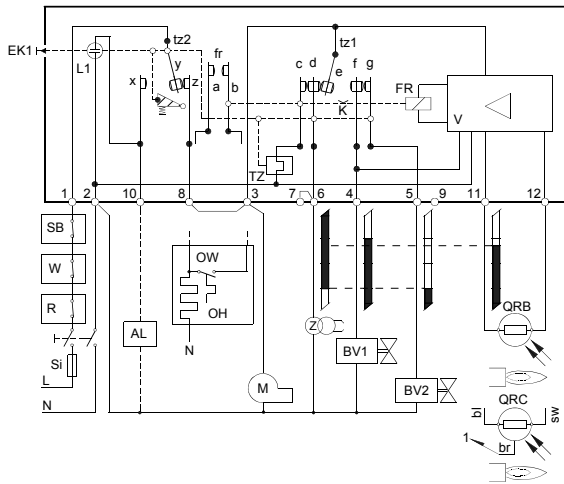 tz2
tz1
EK1
L1
fr
x
y
z
a
b
c
d
e
f
g
FR
K
V
TZ
1
2
10
8
3
7
6
4
5
9
11
12
SB
W
R
Si
L
N
AL
OW
OH
N
M
Z
BV1
BV2
QRB
QRC
bl
sw
br
1